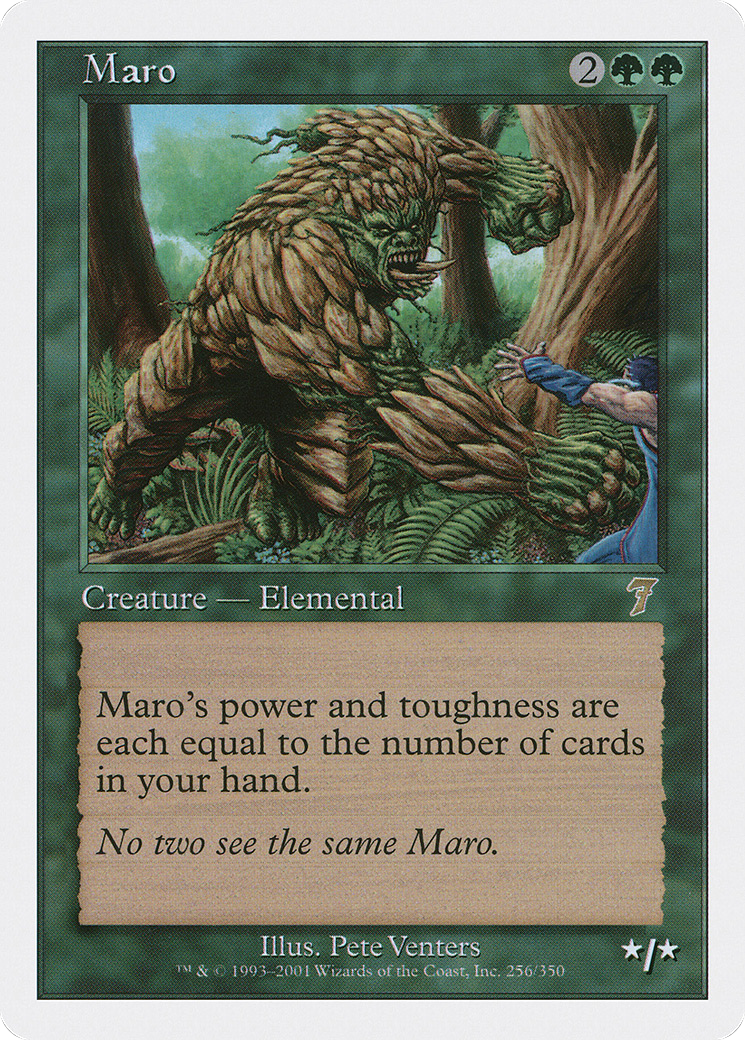 Maro 2
Creature — Elemental 7
Maro's power and toughness are
each equal to the number of cards
in your hand.
No two see the same Maro.
Illus. Pete Venters
™ & © 1993–2001 Wizards of the Coast, Inc. 256/350
★/★